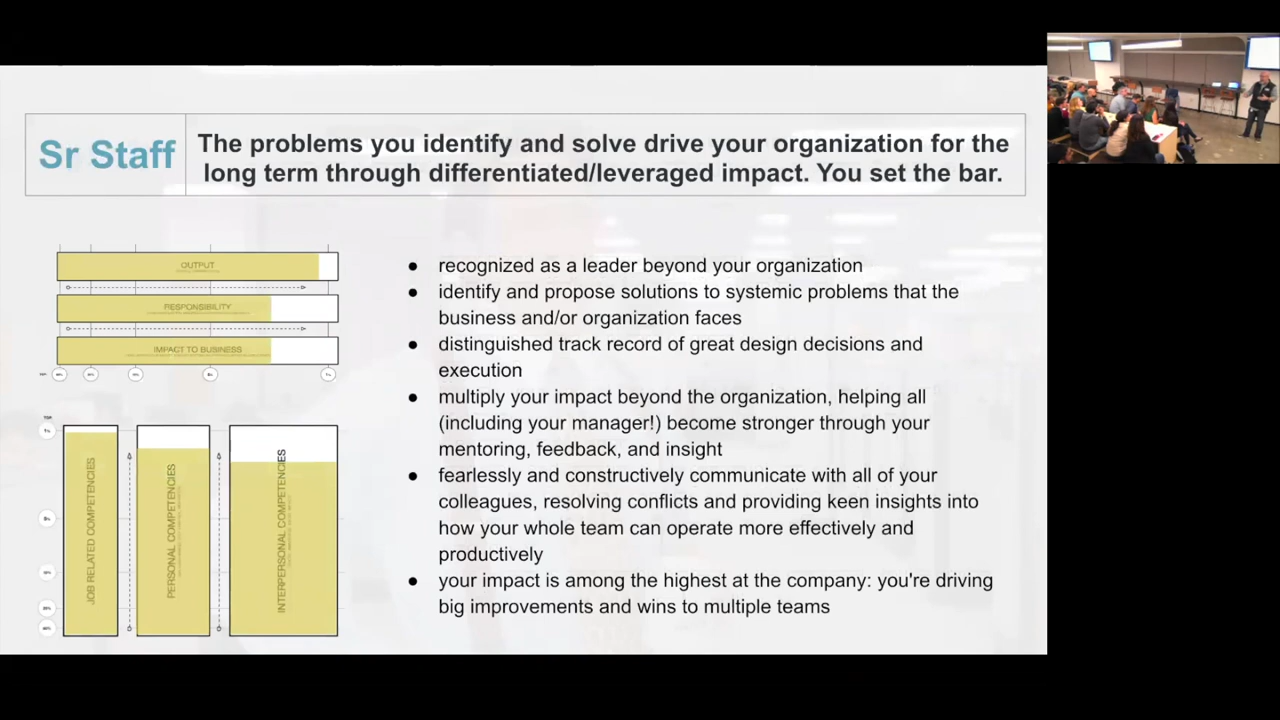 Sr Staff
The problems you identify and solve drive your organization for the
long term through differentiated/leveraged impact. You set the bar.
OUTPUT
RESPONSIBILITY
IMPACT TO BUSINESS
JOB RELATED COMPETENCIES
PERSONAL COMPETENCIES
INTERPERSONAL COMPETENCIES
● recognized as a leader beyond your organization
● identify and propose solutions to systemic problems that the
business and/or organization faces
● distinguished track record of great design decisions and
execution
● multiply your impact beyond the organization, helping all
(including your manager!) become stronger through your
mentoring, feedback, and insight
● fearlessly and constructively communicate with all of your
colleagues, resolving conflicts and providing keen insights into
how your whole team can operate more effectively and
productively
● your impact is among the highest at the company: you're driving
big improvements and wins to multiple teams